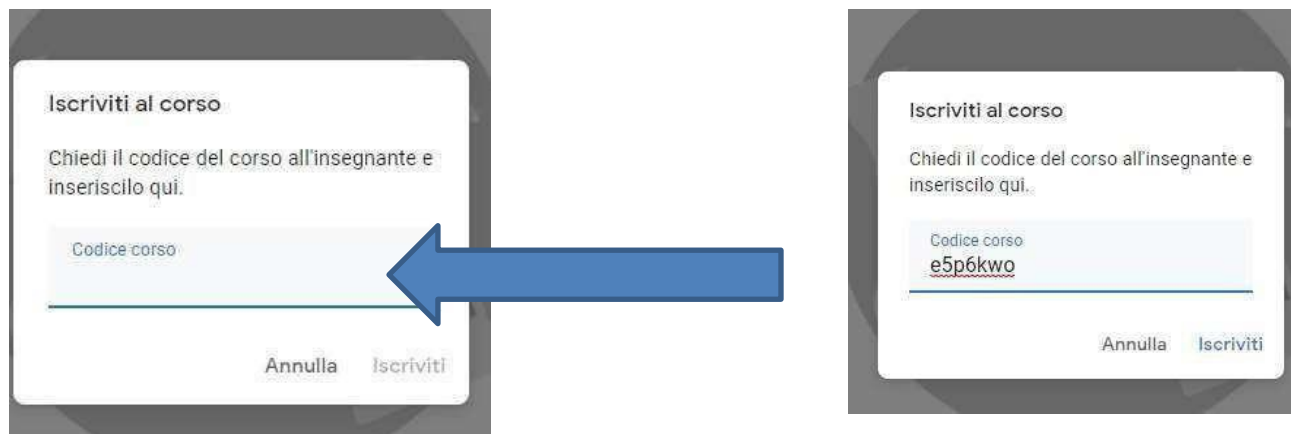 Iscriviti al corso
Chiedi il codice del corso all'insegnante e
inseriscilo qui.
Codice corso
Annulla Iscriviti
Iscriviti al corso
Chiedi il codice del corso all'insegnante e
inseriscilo qui.
Codice corso
e5p6kwo
Annulla Iscriviti